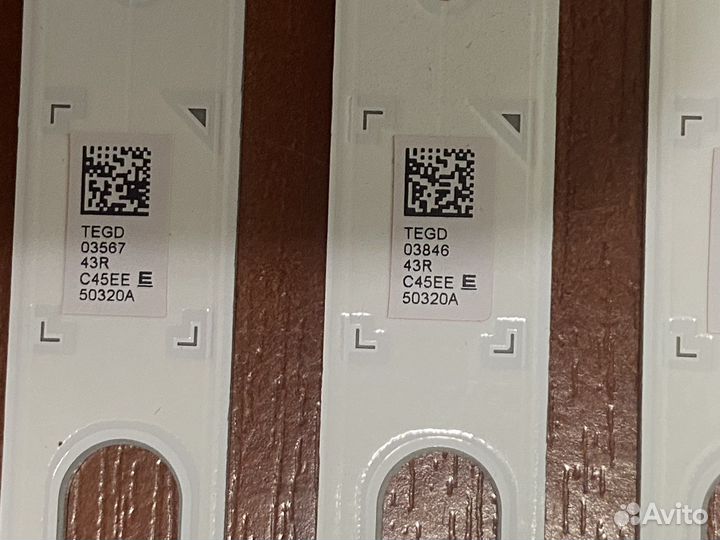 TEGD
03567
43R
C45EE E
50320A
TEGD
03846
43R
C45EE E
50320A
Avito